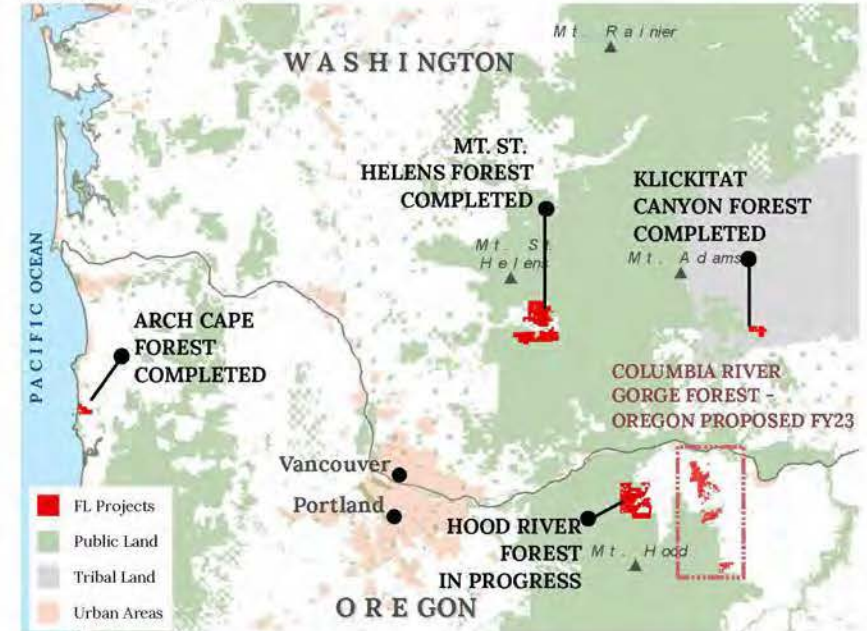 Mt. Rainier
WASHINGTON
MT. ST.
HELENS FOREST
COMPLETED
KLICKITAT
CANYON FOREST
COMPLETED
Mt. St.
Helens
Mt. Adams
PACIFIC OCEAN
ARCH CAPE
FOREST
COMPLETED
COLUMBIA RIVER
GORGE FOREST –
OREGON PROPOSED FY23
Vancouver
Portland
HOOD RIVER
FOREST
IN PROGRESS
Mt. Hood
OREGON
FL Projects
Public Land
Tribal Land
Urban Areas